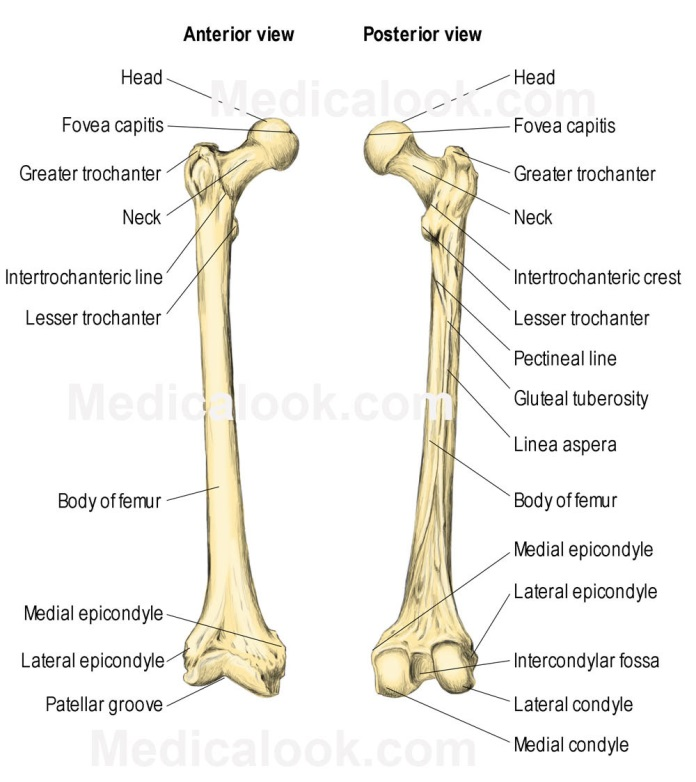 Anterior view
Posterior view
Medicalook.com
Head
Fovea capitis
Greater trochanter
Neck
Intertrochanteric line
Lesser trochanter
Body of femur
Medial epicondyle
Lateral epicondyle
Patellar groove
Head
Fovea capitis
Greater trochanter
Neck
Intertrochanteric crest
Lesser trochanter
Pectineal line
Gluteal tuberosity
Linea aspera
Body of femur
Medial epicondyle
Lateral epicondyle
Intercondylar fossa
Lateral condyle
Medial condyle
Medicalook.com
Medicalook.com